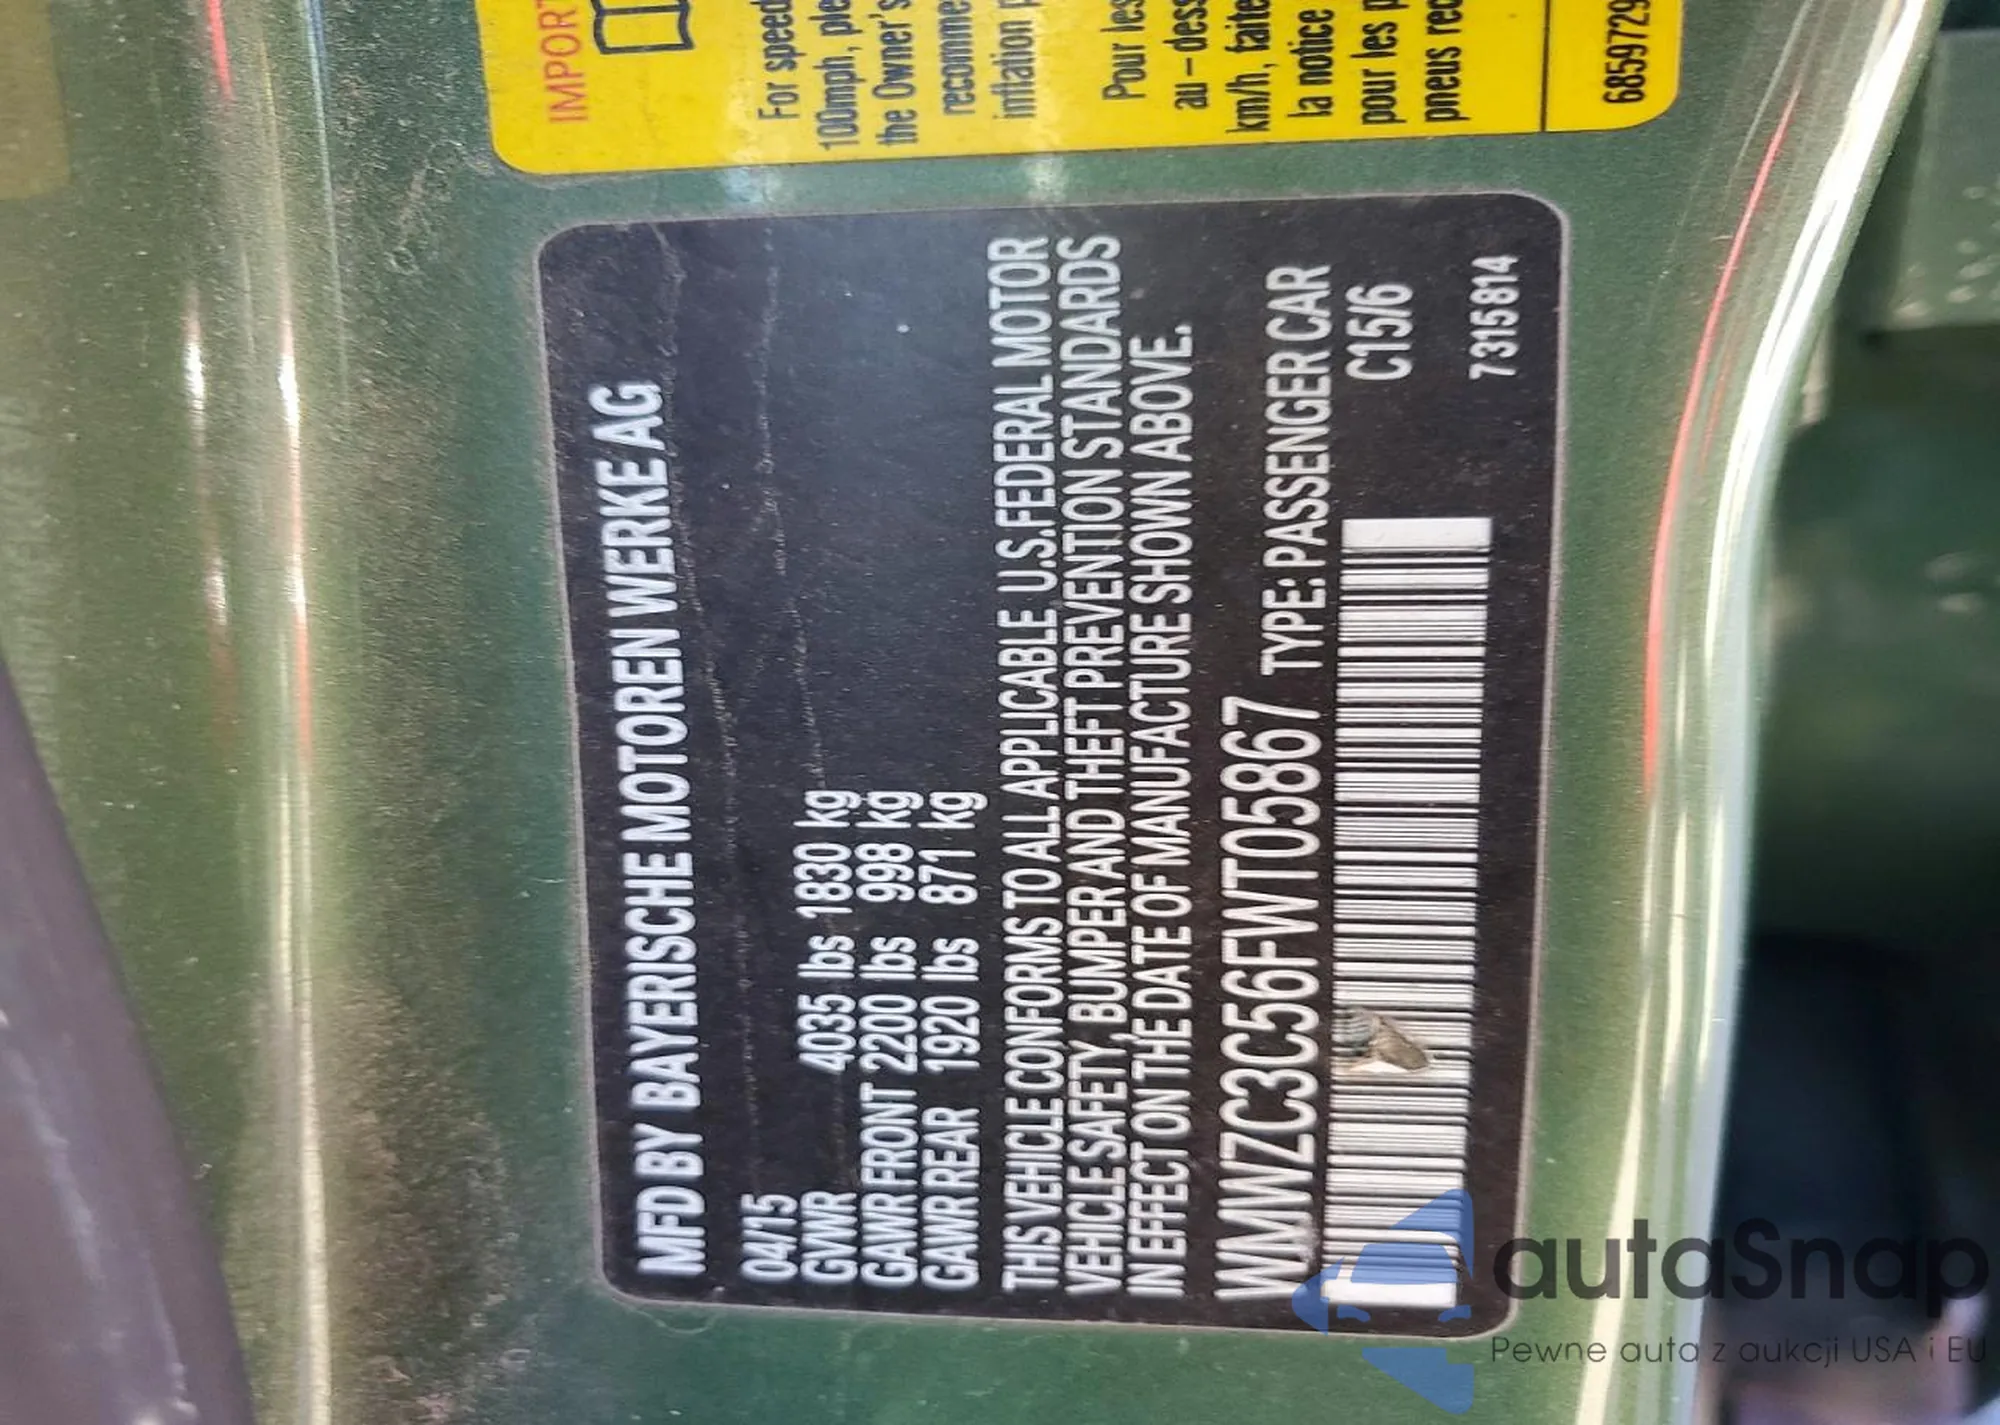 MFD BY BAYERISCHE MOTOREN WERKE AG
04/15
GVWR 4035 lbs 1830 kg
GAWR FRONT 2200 lbs 998 kg
GAWR REAR 1920 lbs 871 kg
THIS VEHICLE CONFORMS TO ALL APPLICABLE U.S. FEDERAL MOTOR
VEHICLE SAFETY, BUMPER AND THEFT PREVENTION STANDARDS
IN EFFECT ON THE DATE OF MANUFACTURE SHOWN ABOVE.
WMWZC3C56FWT05867 TYPE: PASSENGER CAR
C15/6
7315814
IMPORT
For speed
100mph, ple
the Owner's
recomme
inflation p
Pour les
au-dess
km/h, faite
la notice
pour les p
pneus rec
6859729
autaSnap
Pewne auta z aukcji USA i EU